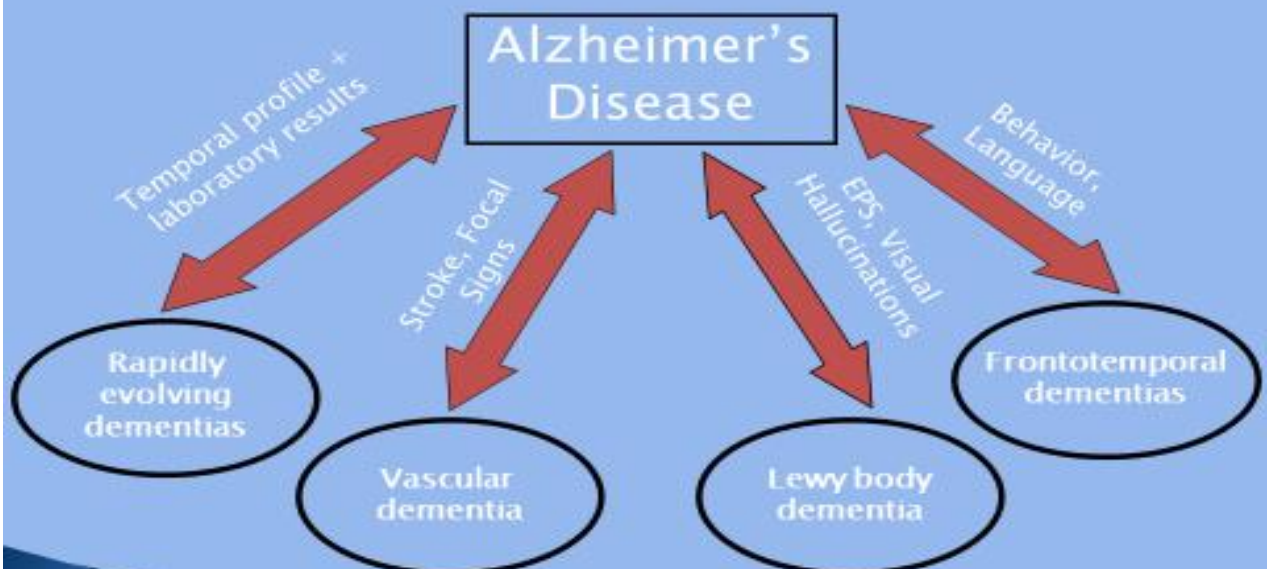 Alzheimer's
Disease
Temporal profile +
laboratory results
Stroke, Focal
Signs
EPS, Visual
Hallucinations
Behavior,
Language
Rapidly
evolving
dementias
Vascular
dementia
Lewy body
dementia
Frontotemporal
dementias